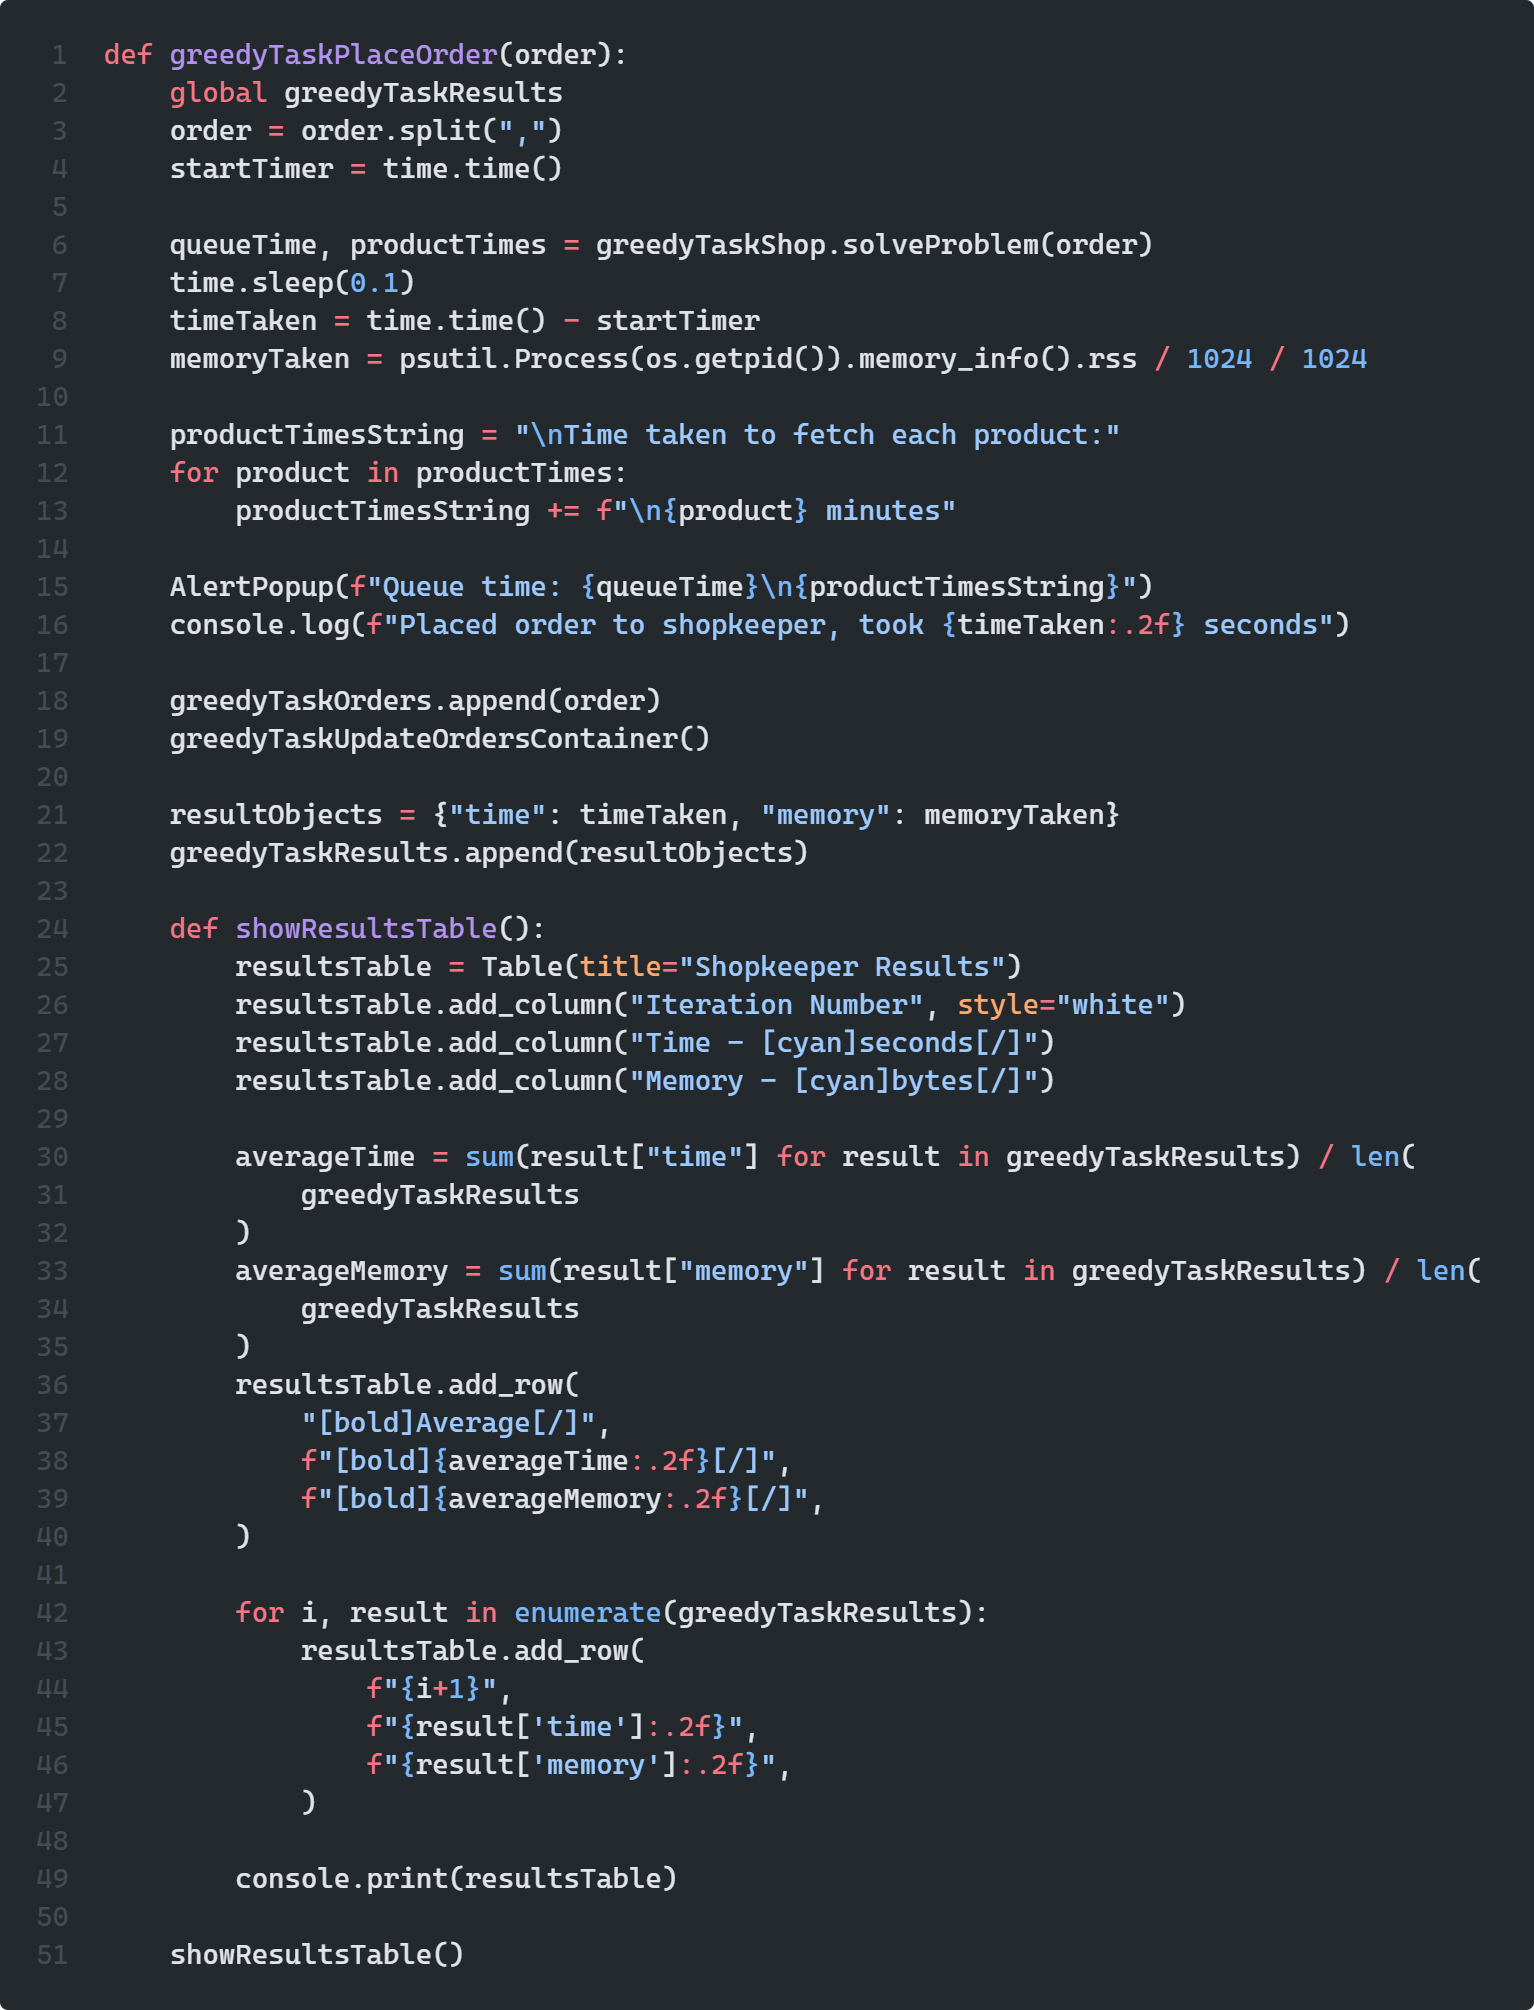 1 def greedyTaskPlaceOrder(order):
2     global greedyTaskResults
3     order = order.split(",")
4     startTimer = time.time()
5
6     queueTime, productTimes = greedyTaskShop.solveProblem(order)
7     time.sleep(0.1)
8     timeTaken = time.time() - startTimer
9     memoryTaken = psutil.Process(os.getpid()).memory_info().rss / 1024 / 1024
10
11     productTimesString = "\nTime taken to fetch each product:"
12     for product in productTimes:
13         productTimesString += f"\n{product} minutes"
14
15     AlertPopup(f"Queue time: {queueTime}\n{productTimesString}")
16     console.log(f"Placed order to shopkeeper, took {timeTaken:.2f} seconds")
17
18     greedyTaskOrders.append(order)
19     greedyTaskUpdateOrdersContainer()
20
21     resultObjects = {"time": timeTaken, "memory": memoryTaken}
22     greedyTaskResults.append(resultObjects)
23
24     def showResultsTable():
25         resultsTable = Table(title="Shopkeeper Results")
26         resultsTable.add_column("Iteration Number", style="white")
27         resultsTable.add_column("Time - [cyan]seconds[/]")
28         resultsTable.add_column("Memory - [cyan]bytes[/]")
29
30         averageTime = sum(result["time"] for result in greedyTaskResults) / len(
31             greedyTaskResults
32         )
33         averageMemory = sum(result["memory"] for result in greedyTaskResults) / len(
34             greedyTaskResults
35         )
36         resultsTable.add_row(
37             "[bold]Average[/]",
38             f"[bold]{averageTime:.2f}[/]",
39             f"[bold]{averageMemory:.2f}[/]",
40         )
41
42         for i, result in enumerate(greedyTaskResults):
43             resultsTable.add_row(
44                 f"{i+1}",
45                 f"{result['time']:.2f}",
46                 f"{result['memory']:.2f}",
47             )
48
49         console.print(resultsTable)
50
51     showResultsTable()